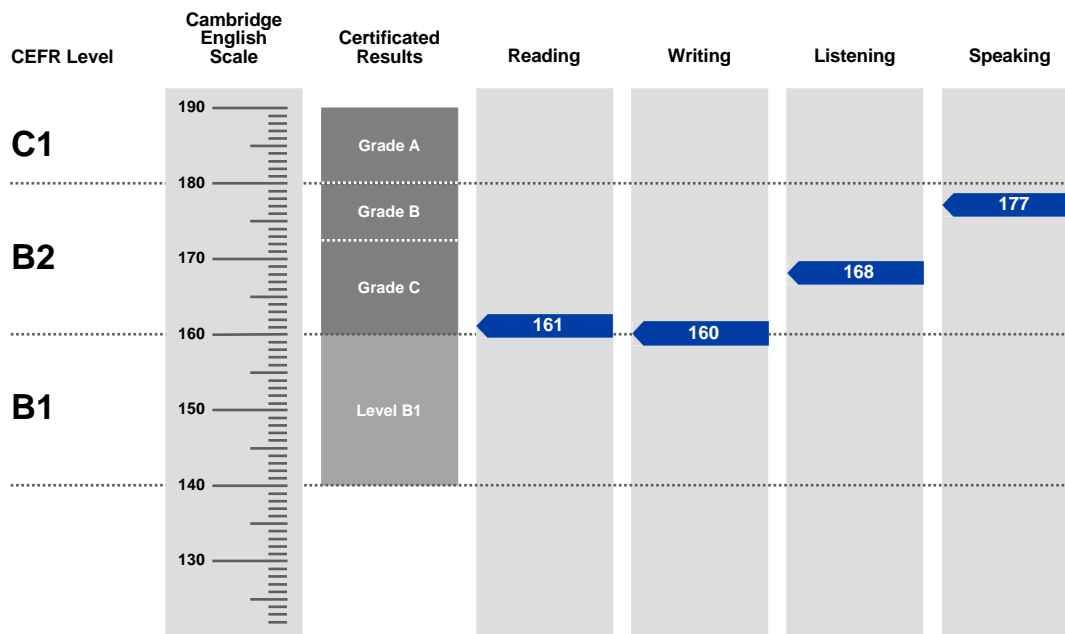 CEFR Level
Cambridge
English
Scale
Certificated
Results
Reading
Writing
Listening
Speaking
190
C1
Grade A
180
177
Grade B
B2
170
168
Grade C
161
160
160
B1
150
Level B1
140
130